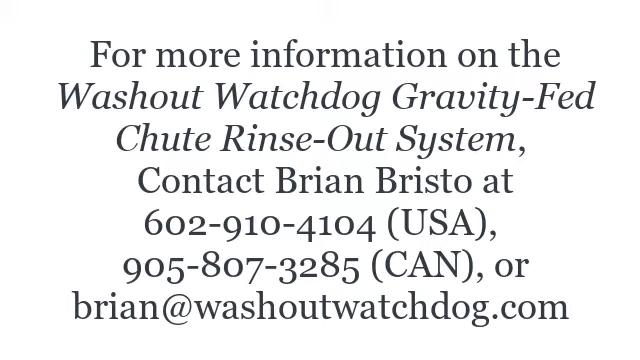 For more information on the
Washout Watchdog Gravity-Fed
Chute Rinse-Out System,
Contact Brian Bristo at
602-910-4104 (USA),
905-807-3285 (CAN), or
brian@washoutwatchdog.com